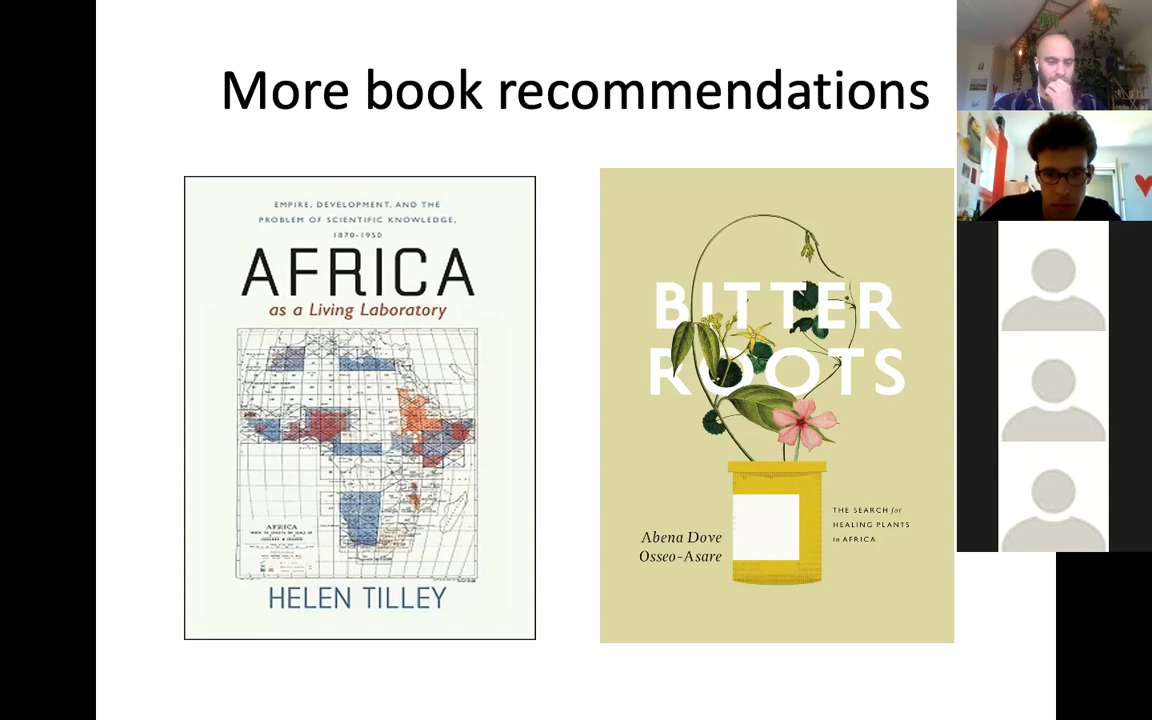 More book recommendations
EMPIRE, DEVELOPMENT, AND THE
PROBLEM OF SCIENTIFIC KNOWLEDGE,
1870-1950
AFRICA
as a Living Laboratory
AFRICA
HELEN TILLEY
BITTER
ROOTS
Abena Dove
Osseo-Asare
THE SEARCH for
HEALING PLANTS
in AFRICA